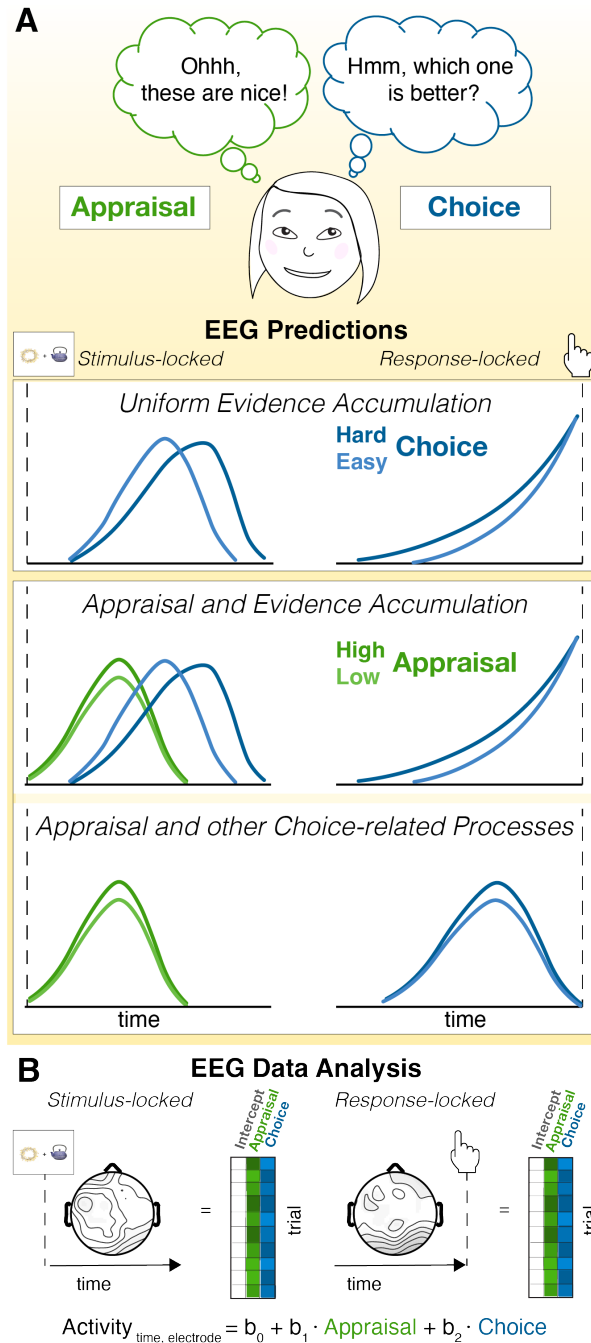 A
Ohhh,
these are nice!
Hmm, which one
is better?
Appraisal
Choice
EEG Predictions
Stimulus-locked
Response-locked
Uniform Evidence Accumulation
Hard
Easy
Choice
Appraisal and Evidence Accumulation
High
Low
Appraisal
Appraisal and other Choice-related Processes
time
time
B
EEG Data Analysis
Stimulus-locked
Response-locked
Intercept
Appraisal
Choice
Intercept
Appraisal
Choice
=
trial
=
trial
time
time
Activity time, electrode = b0 + b1 · Appraisal + b2 · Choice